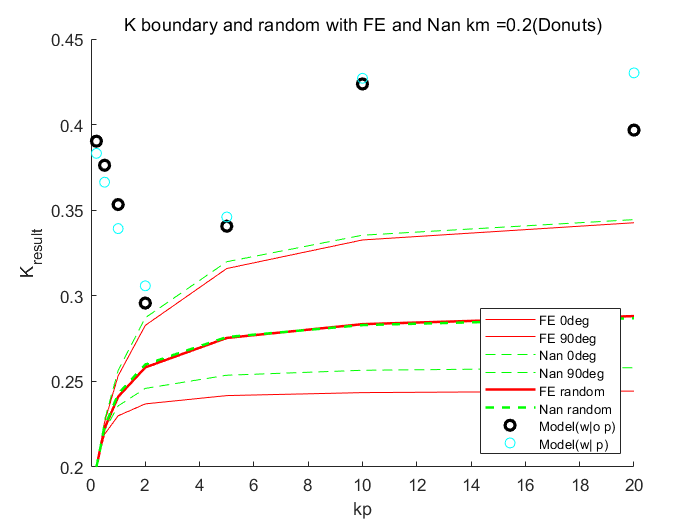 K boundary and random with FE and Nan km =0.2(Donuts)
0.45
0.4
0.35
0.3
0.25
0.2
K_result
0 2 4 6 8 10 12 14 16 18 20
kp
FE 0deg
FE 90deg
Nan 0deg
Nan 90deg
FE random
Nan random
Model(w|o p)
Model(w| p)